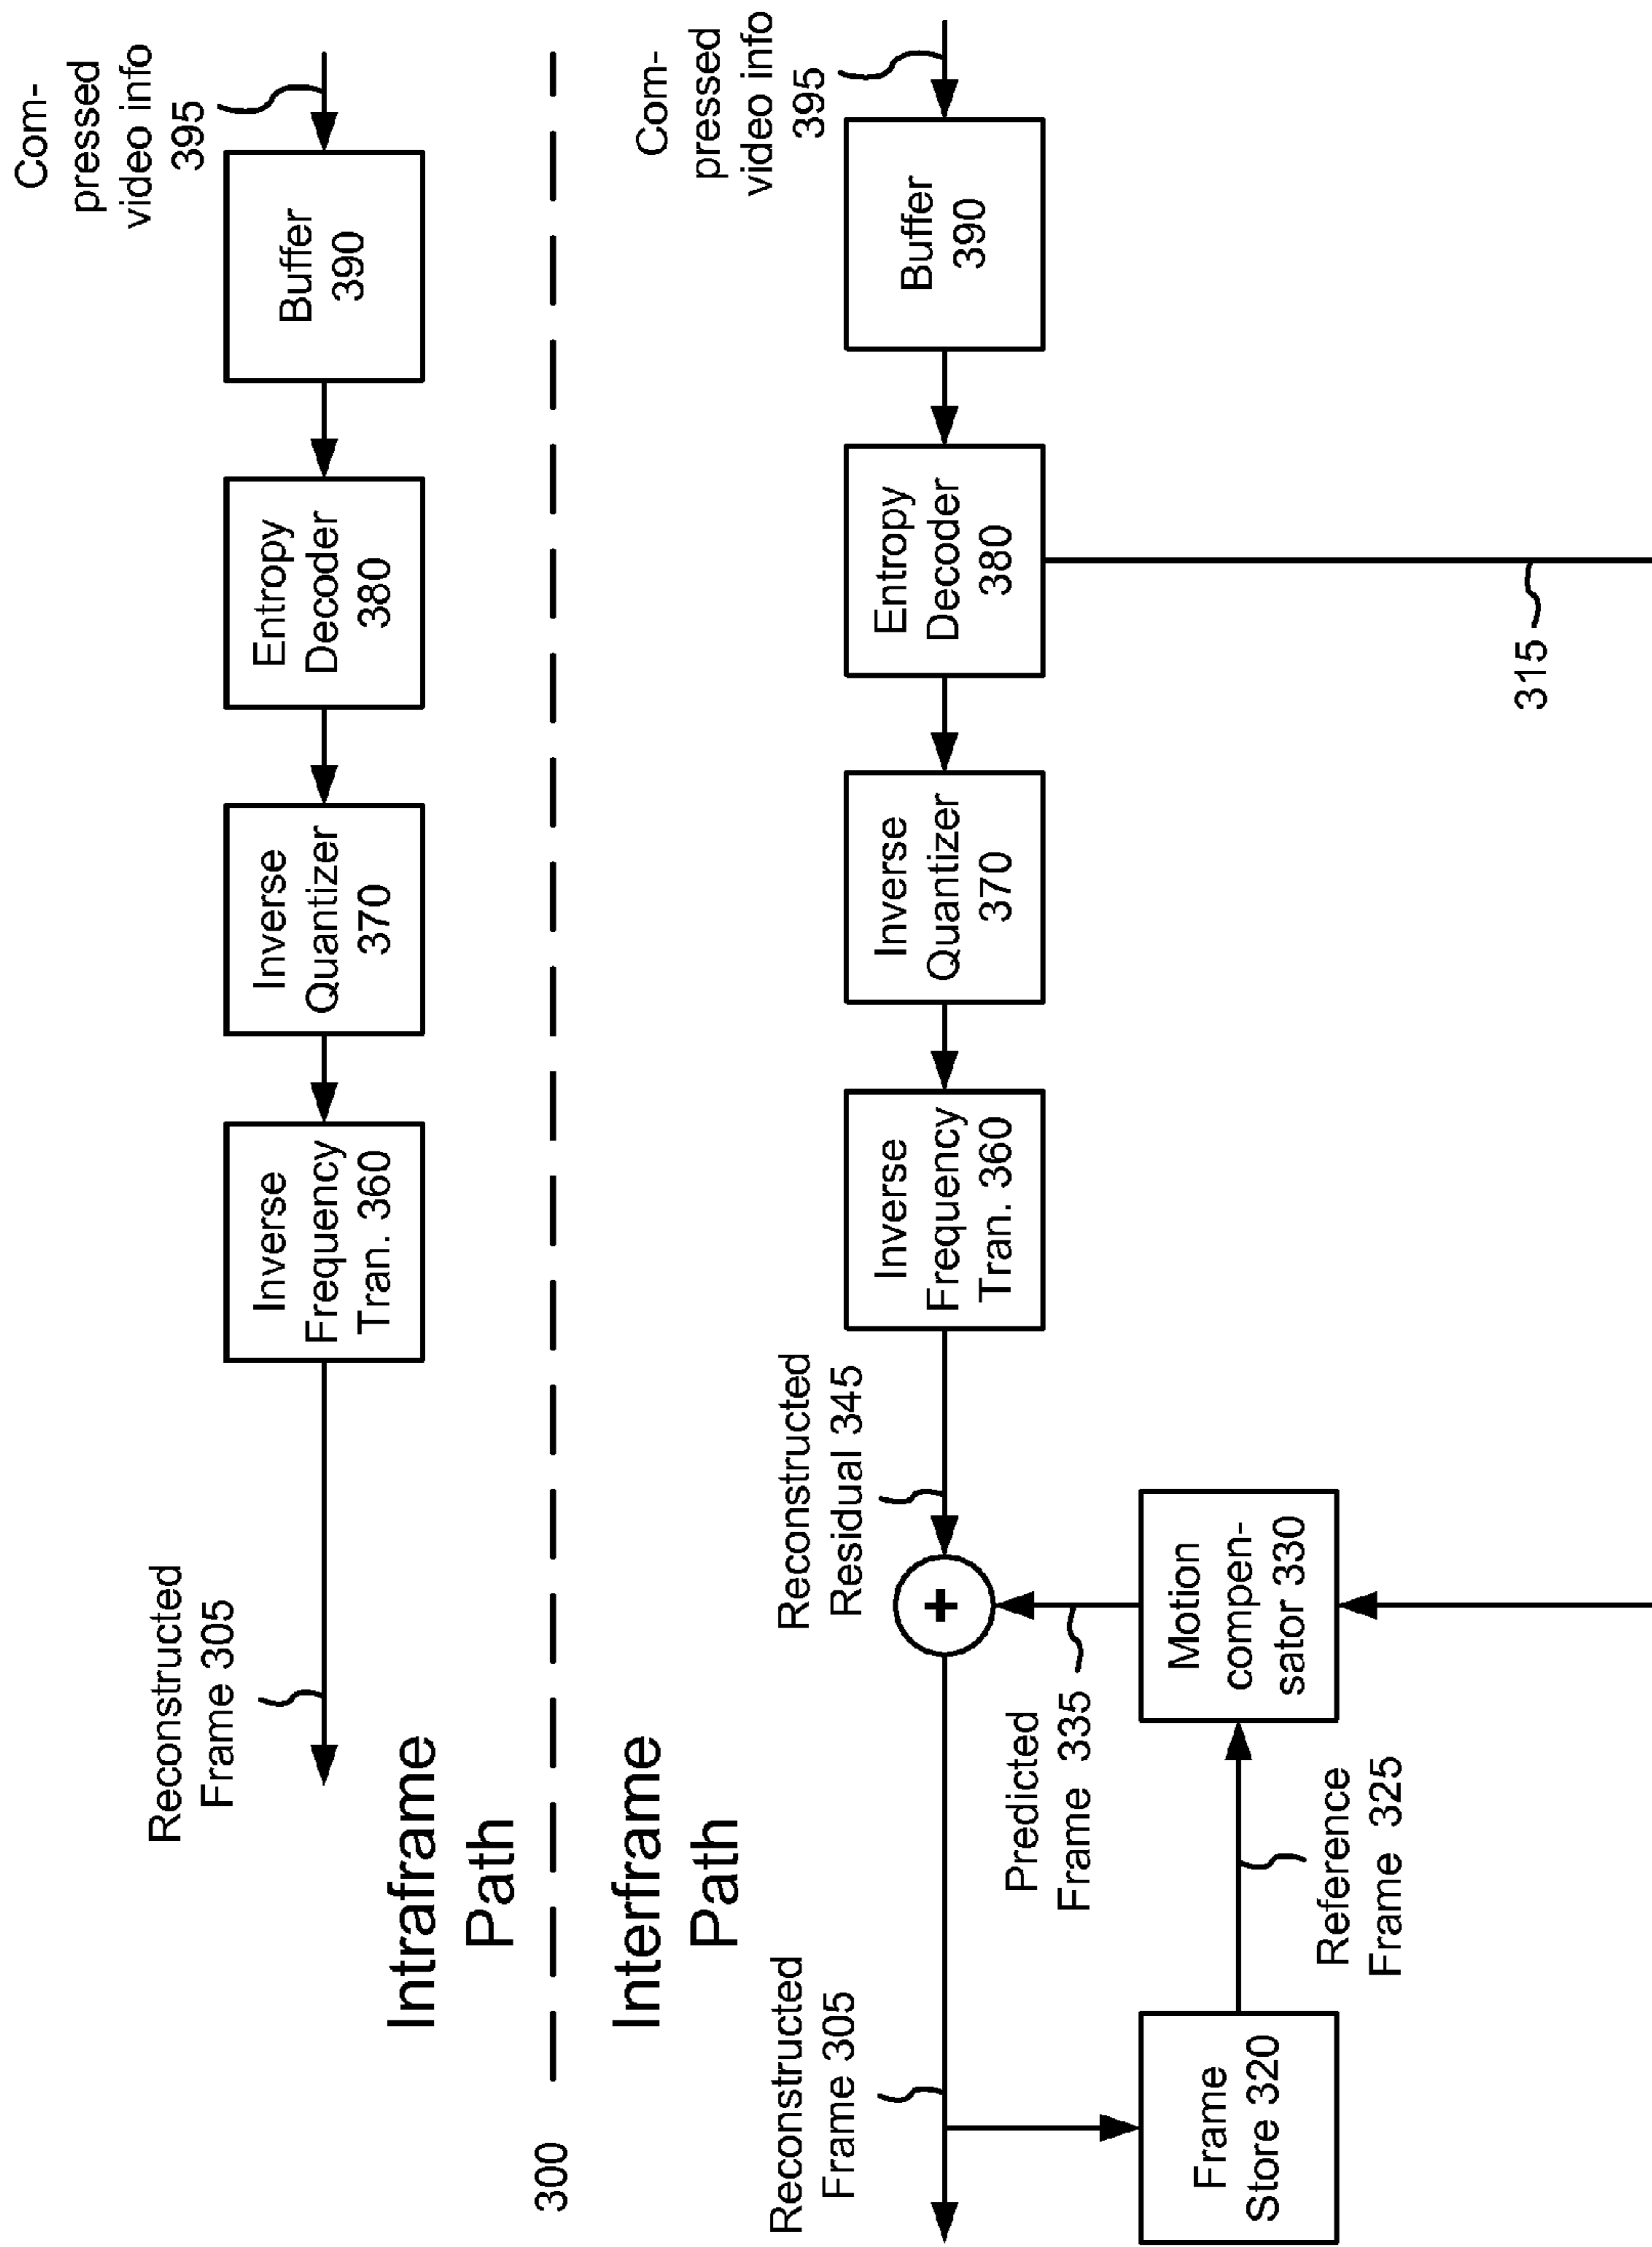 Reconstructed
Frame 305
Inverse
Frequency
Tran. 360
Inverse
Quantizer
370
Entropy
Decoder
380
Buffer
390
Com-
pressed
video info
395
Intraframe
Path
300
Interframe
Path
Reconstructed
Frame 305
Reconstructed
Residual 345
+
Inverse
Frequency
Tran. 360
Inverse
Quantizer
370
Entropy
Decoder
380
Buffer
390
Com-
pressed
video info
395
Predicted
Frame 335
Frame
Store 320
Reference
Frame 325
Motion
compen-
sator 330
315